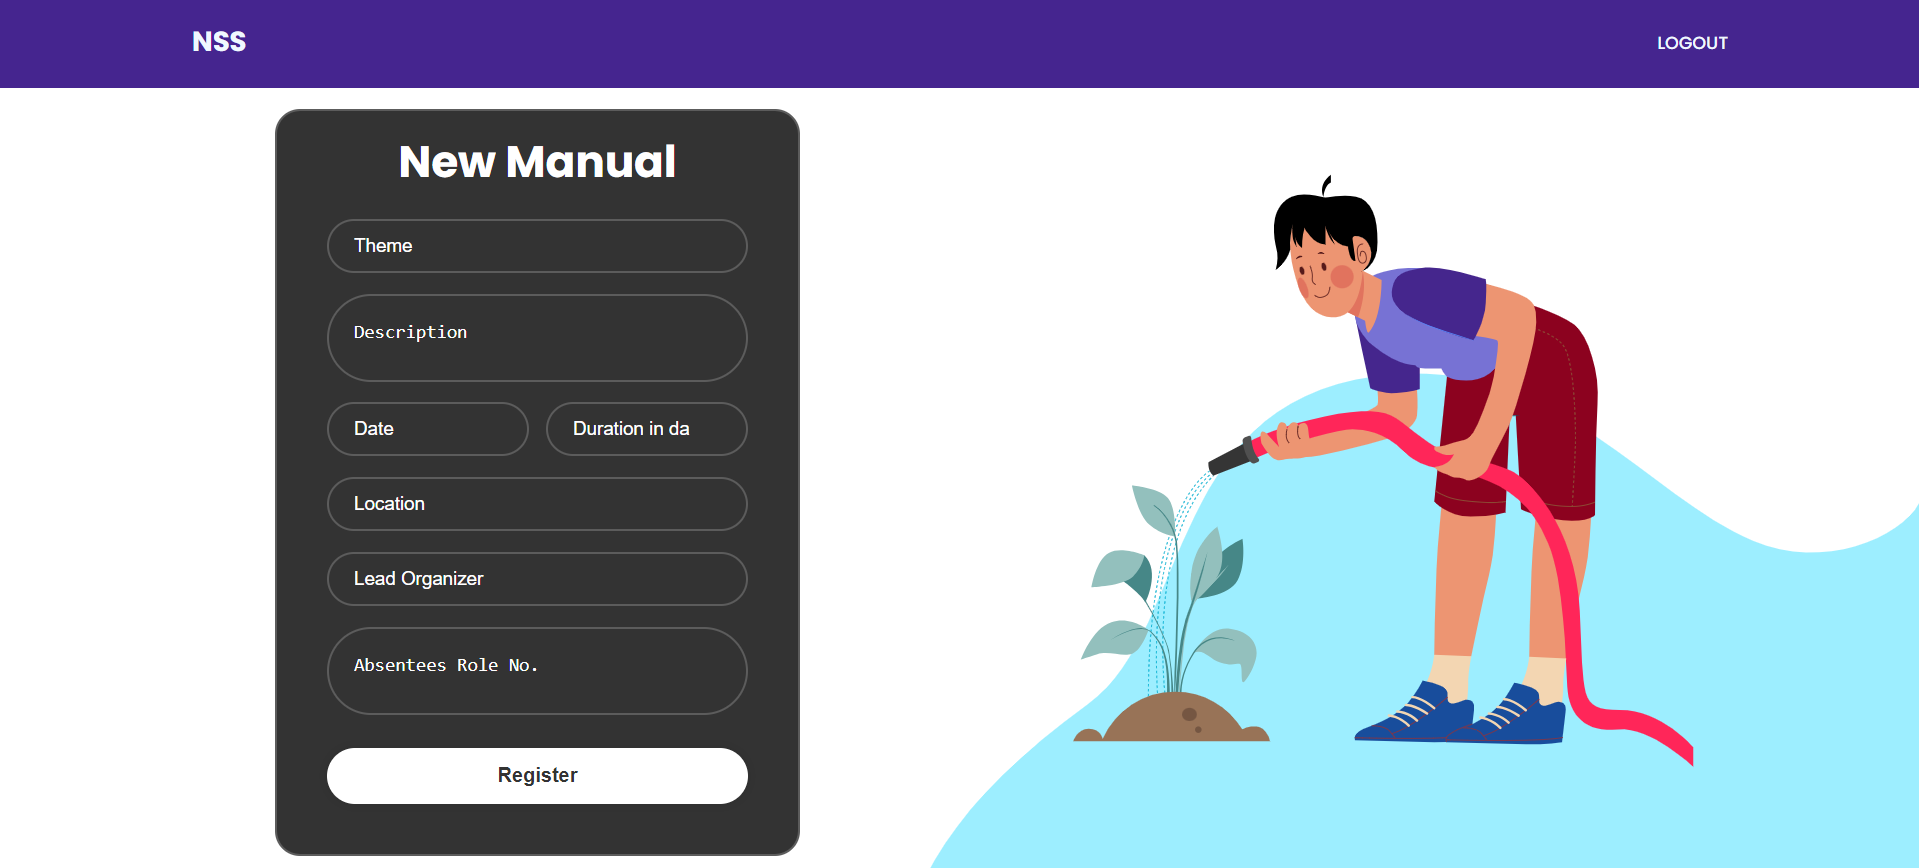 NSS
LOGOUT
New Manual
Theme
Description
Date
Duration in da
Location
Lead Organizer
Absentees Role No.
Register